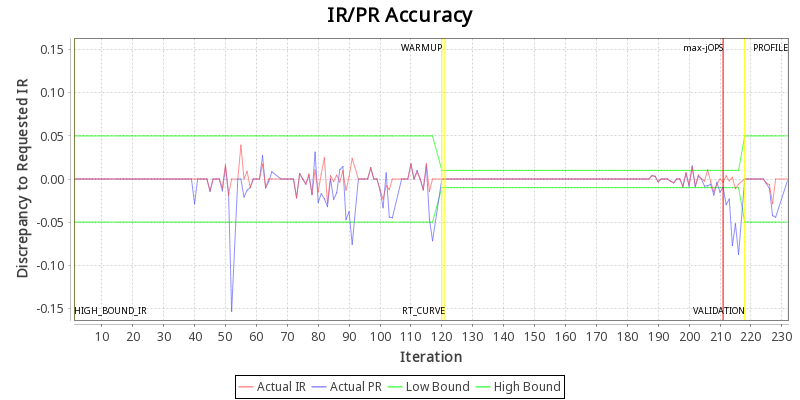 IR/PR Accuracy
Discrepancy to Requested IR
0.15
0.10
0.05
0.00
-0.05
-0.10
-0.15
WARMUP
max-jOPS
PROFILE
HIGH_BOUND_IR
RT_CURVE
VALIDATION
10 20 30 40 50 60 70 80 90 100 110 120 130 140 150 160 170 180 190 200 210 220 230
Iteration
Actual IR Actual PR Low Bound High Bound